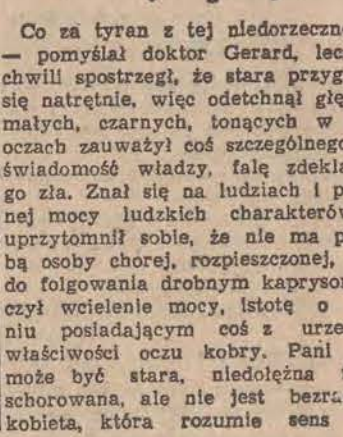 Co za tyran z tej niedorzeczn
— pomyślał doktor Gerard, lec
chwili spostrzegł, że stara przyg
się natrętnie, więc odetchnął głę
małych, czarnych, tonących w
oczach zauważył coś szczególnego
świadomość władzy, falę zdekla
go zła. Znał się na ludziach i p
nej mocy ludzkich charakterów
uprzytomnił sobie, że nie ma p
bą osoby chorej, rozpieszczonej,
do folgowania drobnym kapryso
czył wcielenie mocy, istotę o
niu posiadającym coś z urze
właściwości oczu kobry. Pani
może być stara, niedołężna
schorowana, ale nie jest bezra
kobieta, która rozumie sens